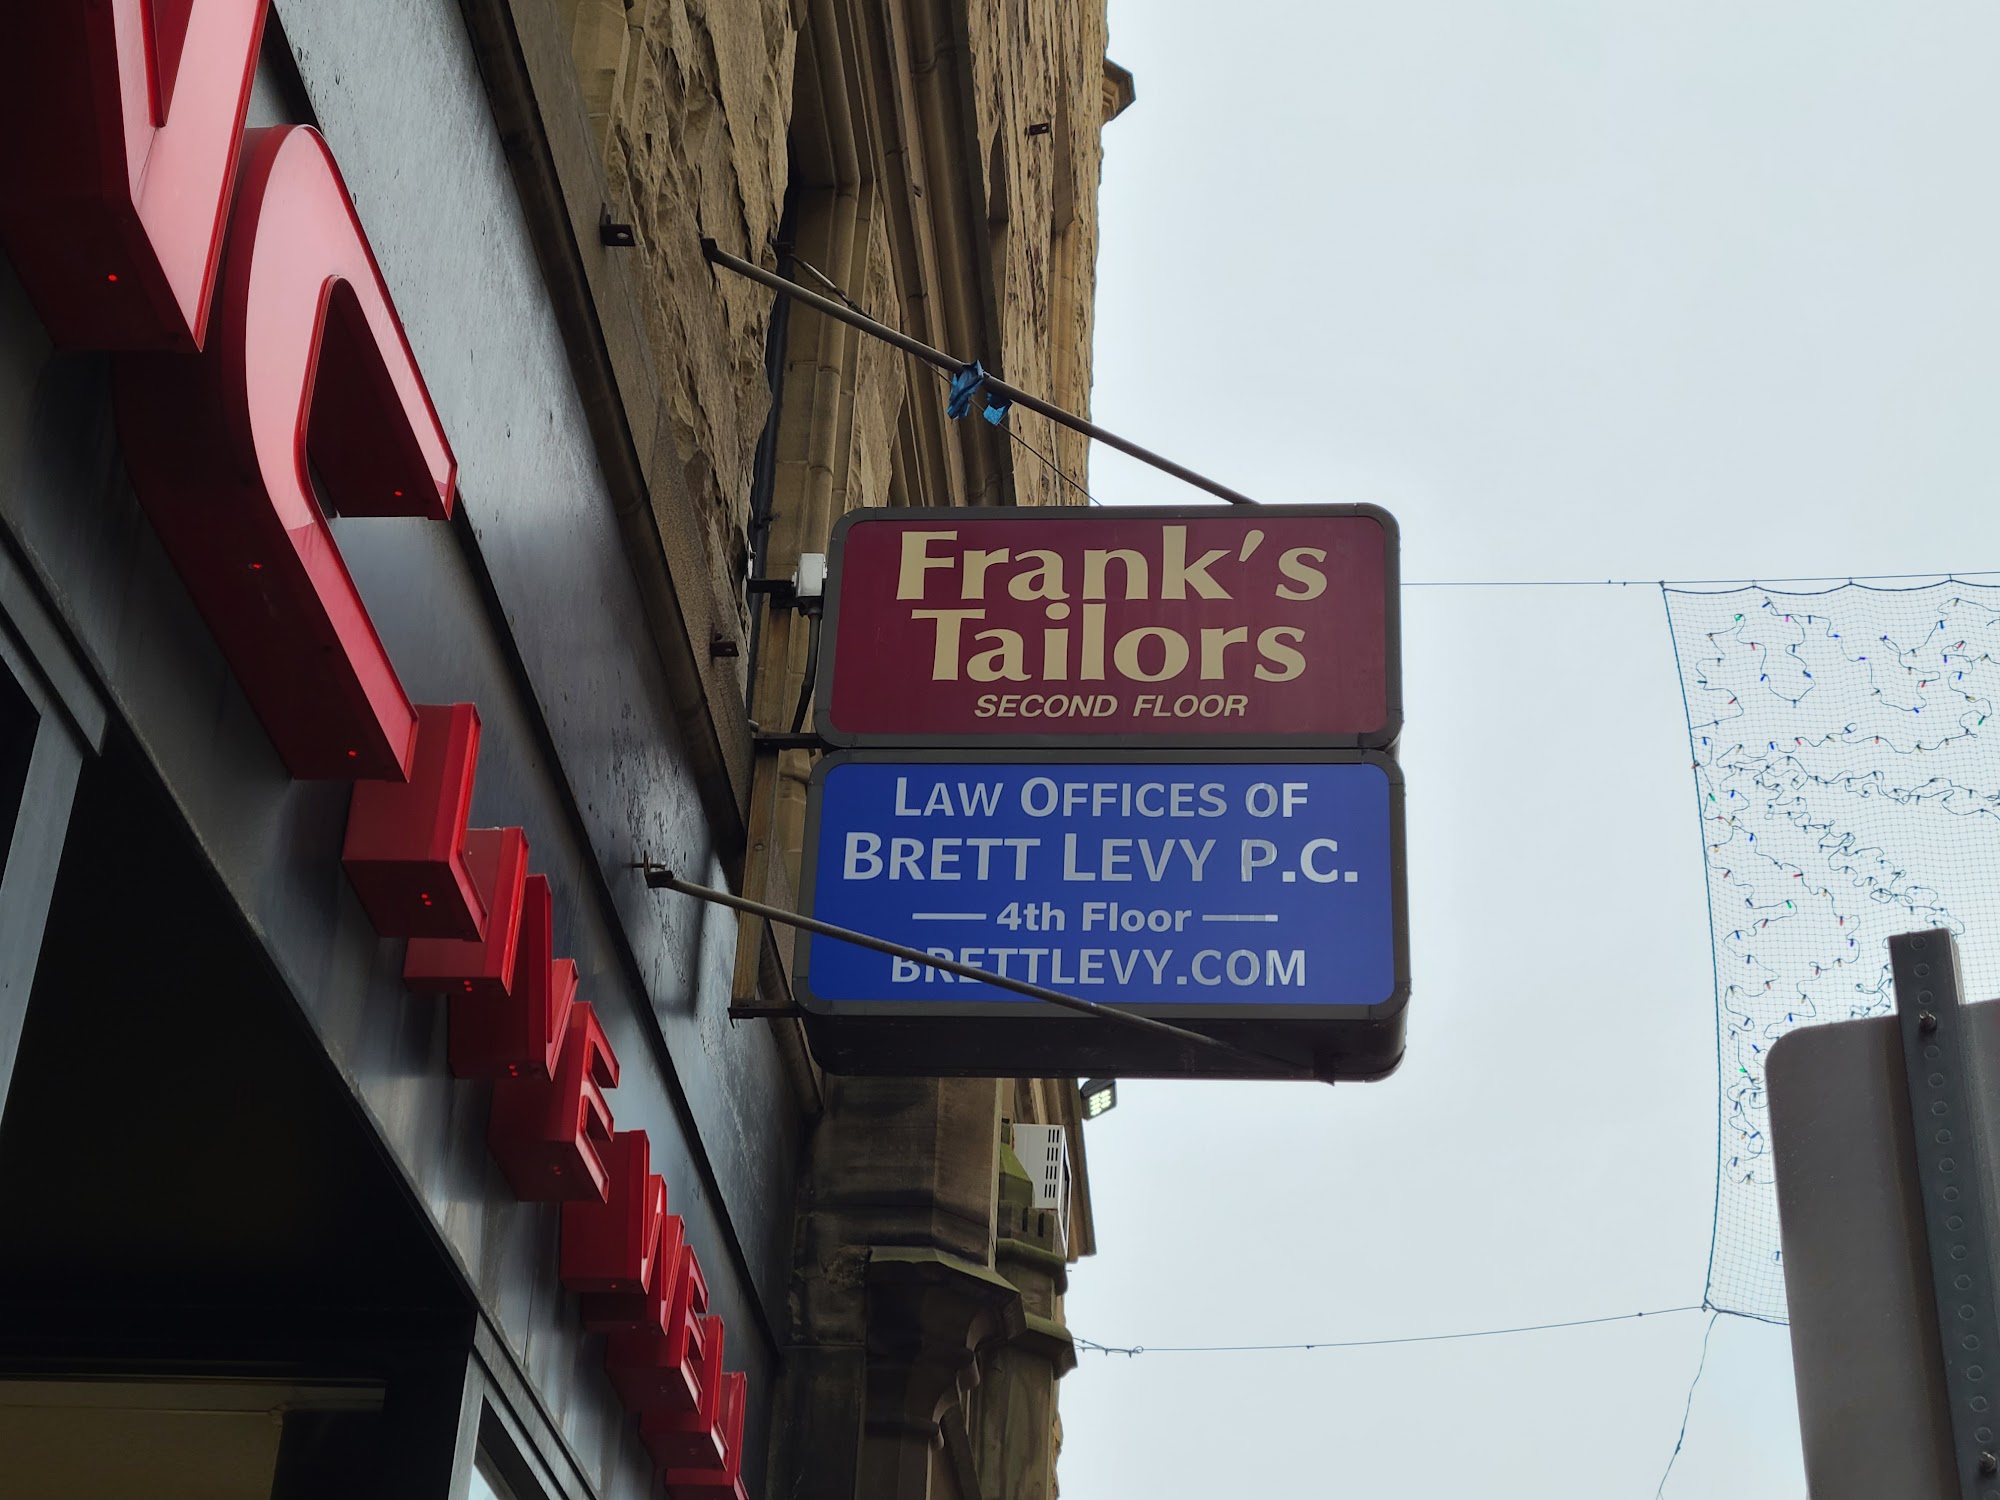 Frank's
Tailors
SECOND FLOOR
LAW OFFICES OF
BRETT LEVY P.C.
4th Floor
BRETTLEVY.COM